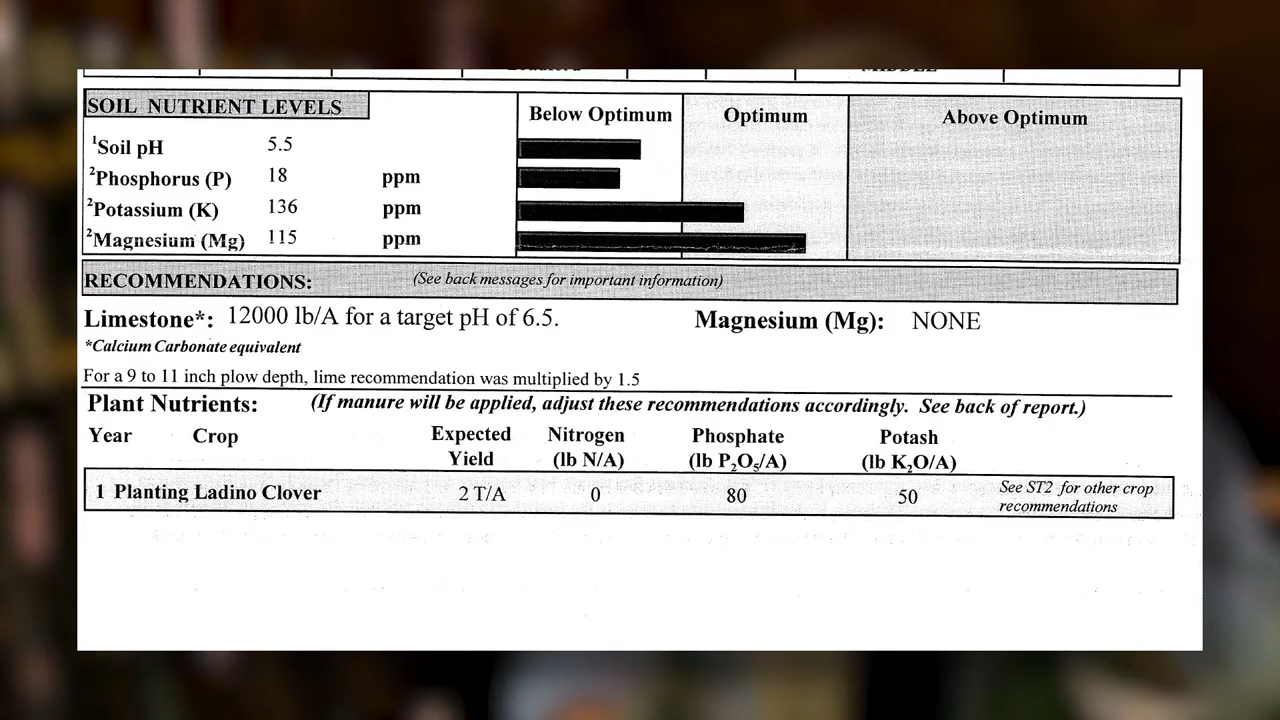 SOIL NUTRIENT LEVELS
Below Optimum Optimum Above Optimum
¹Soil pH 5.5
²Phosphorus (P) 18 ppm
²Potassium (K) 136 ppm
²Magnesium (Mg) 115 ppm
RECOMMENDATIONS: (See back messages for important information)
Limestone*: 12000 lb/A for a target pH of 6.5. Magnesium (Mg): NONE
*Calcium Carbonate equivalent
For a 9 to 11 inch plow depth, lime recommendation was multiplied by 1.5
Plant Nutrients: (If manure will be applied, adjust these recommendations accordingly. See back of report.)
Year Crop Expected Nitrogen Phosphate Potash
Yield (lb N/A) (lb P₂O₅/A) (lb K₂O/A)
1 Planting Ladino Clover 2 T/A 0 80 50 See ST2 for other crop
recommendations